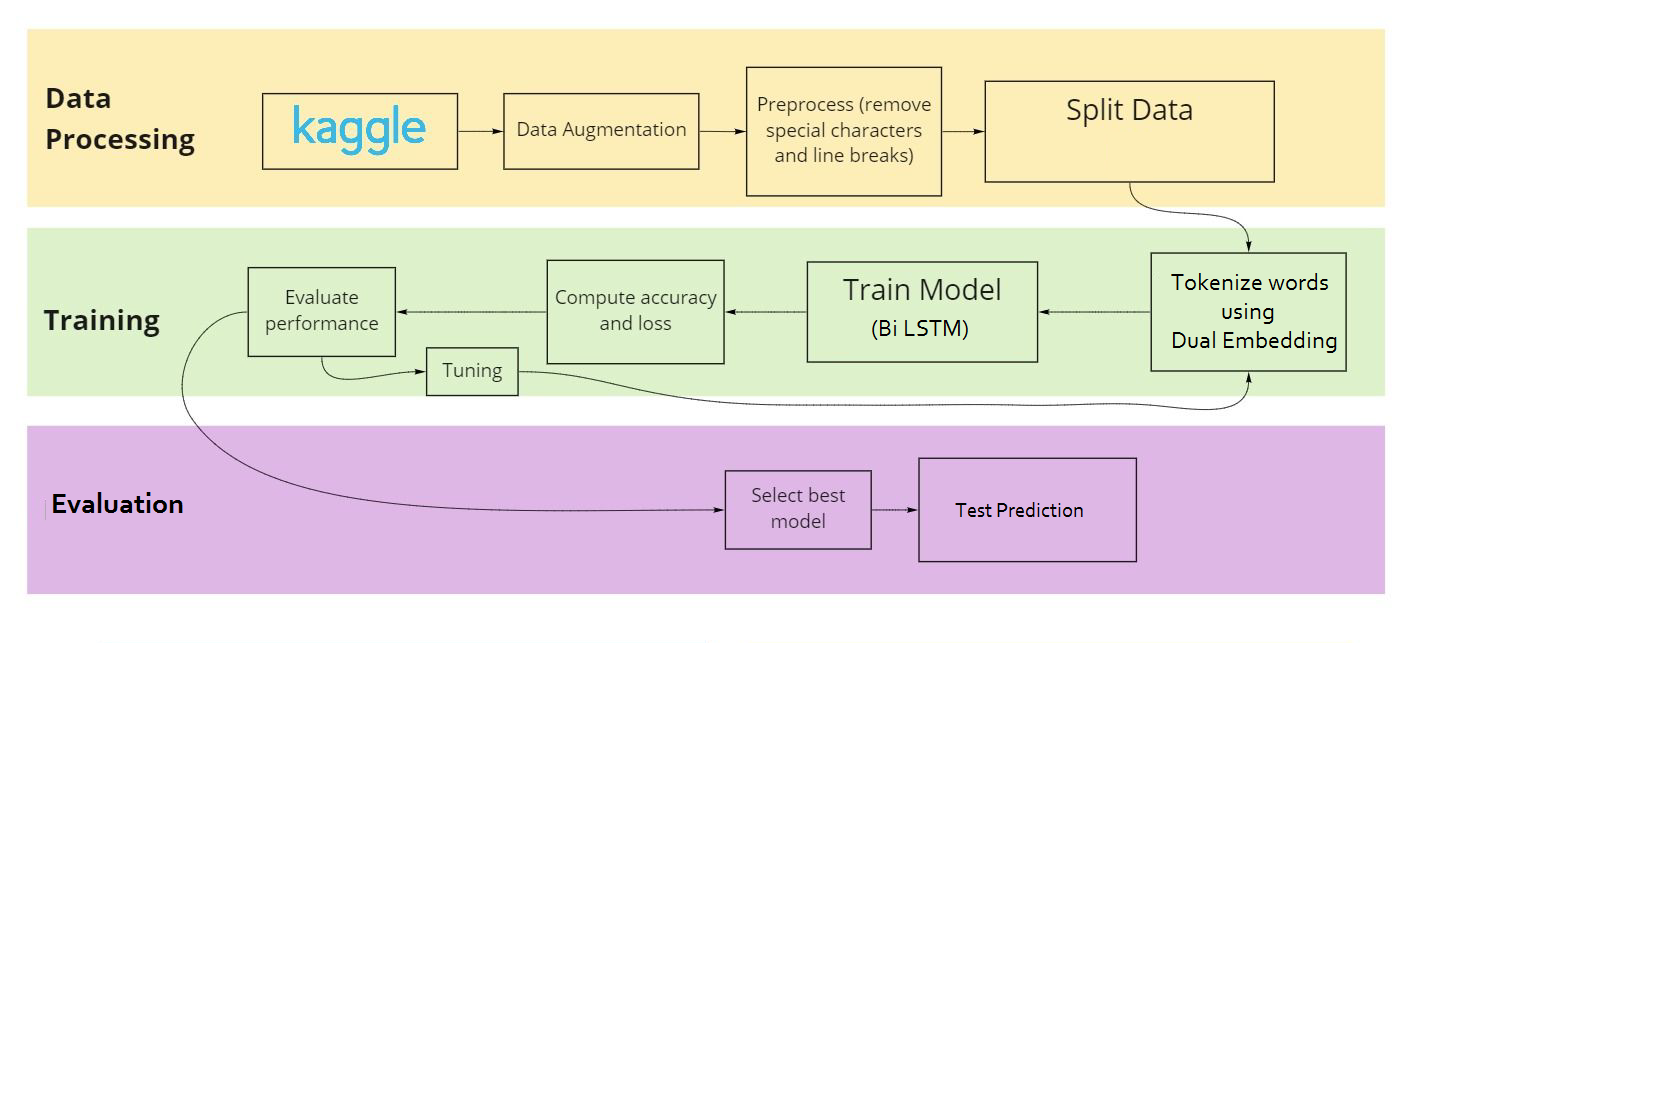 Data
Processing
kaggle
Data Augmentation
Preprocess (remove
special characters
and line breaks)
Split Data
Training
Evaluate
performance
Tuning
Compute accuracy
and loss
Train Model
(Bi LSTM)
Tokenize words
using
Dual Embedding
Evaluation
Select best
model
Test Prediction